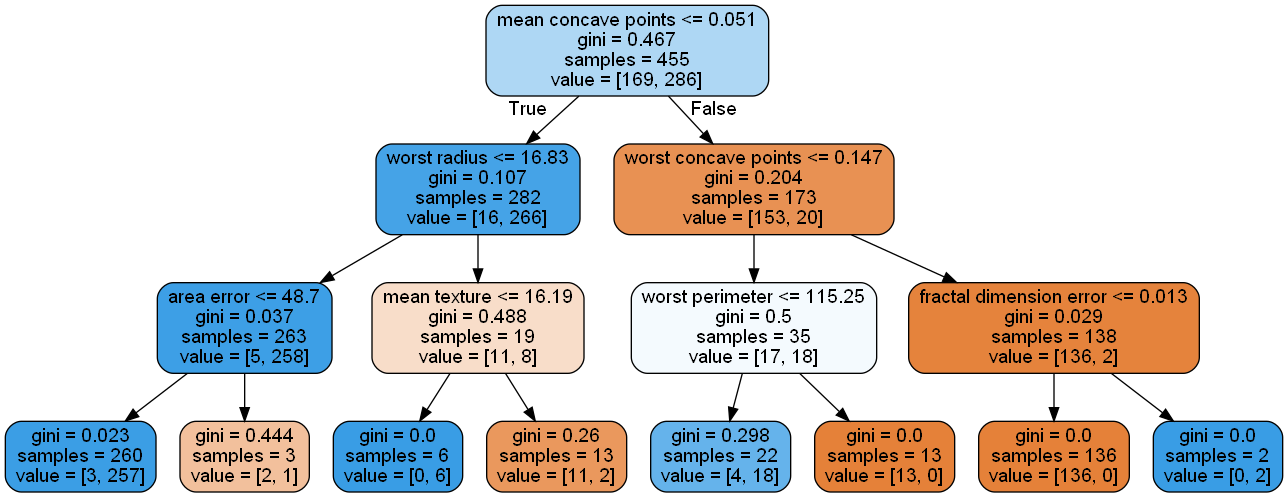 mean concave points <= 0.051
gini = 0.467
samples = 455
value = [169, 286]
True
False
worst radius <= 16.83
gini = 0.107
samples = 282
value = [16, 266]
worst concave points <= 0.147
gini = 0.204
samples = 173
value = [153, 20]
area error <= 48.7
gini = 0.037
samples = 263
value = [5, 258]
mean texture <= 16.19
gini = 0.488
samples = 19
value = [11, 8]
worst perimeter <= 115.25
gini = 0.5
samples = 35
value = [17, 18]
fractal dimension error <= 0.013
gini = 0.029
samples = 138
value = [136, 2]
gini = 0.023
samples = 260
value = [3, 257]
gini = 0.444
samples = 3
value = [2, 1]
gini = 0.0
samples = 6
value = [0, 6]
gini = 0.26
samples = 13
value = [11, 2]
gini = 0.298
samples = 22
value = [4, 18]
gini = 0.0
samples = 13
value = [13, 0]
gini = 0.0
samples = 136
value = [136, 0]
gini = 0.0
samples = 2
value = [0, 2]